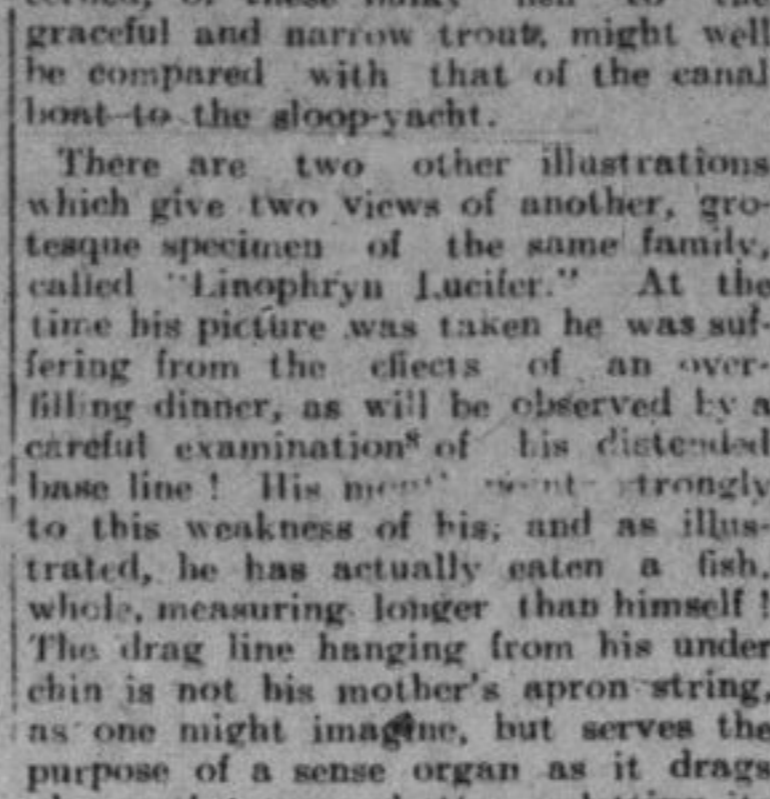 graceful and narrow trout, might well
be compared with that of the canal
boat to the sloop-yacht.
There are two other illustrations
which give two views of another, gro-
tesque specimen of the same family,
called "Linophryn Lucifer." At the
time his picture was taken he was suf-
fering from the effects of an over-
filling dinner, as will be observed by a
careful examination of his distended
base line! His strongly
to this weakness of his, and as illus-
trated, he has actually eaten a fish,
whole, measuring longer than himself!
The drag line hanging from his under
chin is not his mother's apron string,
as one might imagine, but serves the
purpose of a sense organ as it drags